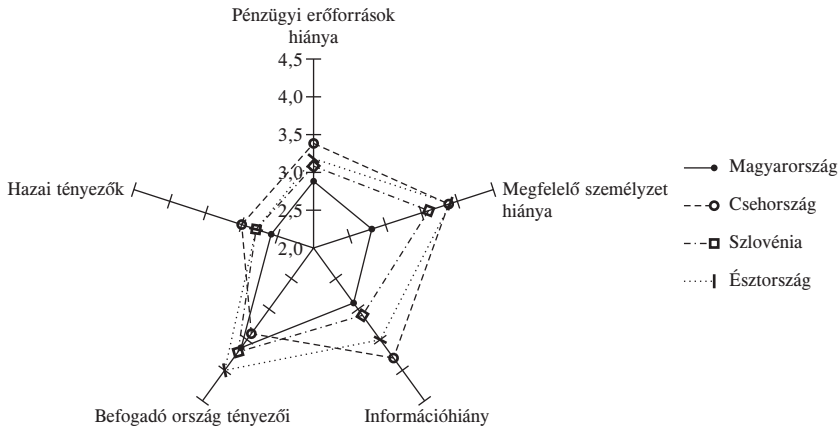 Pénzügyi erőforrások
hiánya
4,5
4,0
3,5
3,0
2,5
2,0
Hazai tényezők
Megfelelő személyzet
hiánya
Magyarország
Csehország
Szlovénia
Észtország
Befogadó ország tényezői
Információhiány